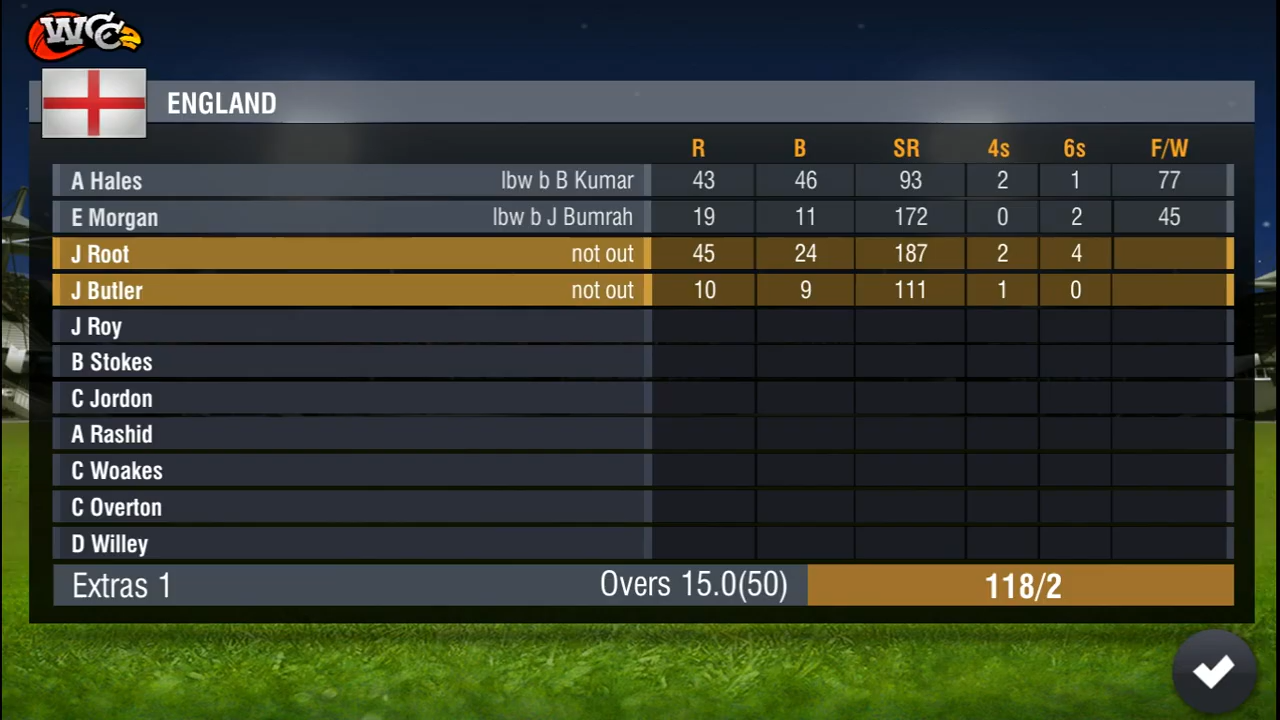 WCC
ENGLAND
R B SR 4s 6s F/W
A Hales lbw b B Kumar 43 46 93 2 1 77
E Morgan lbw b J Bumrah 19 11 172 0 2 45
J Root not out 45 24 187 2 4
J Butler not out 10 9 111 1 0
J Roy
B Stokes
C Jordon
A Rashid
C Woakes
C Overton
D Willey
Extras 1 Overs 15.0(50) 118/2